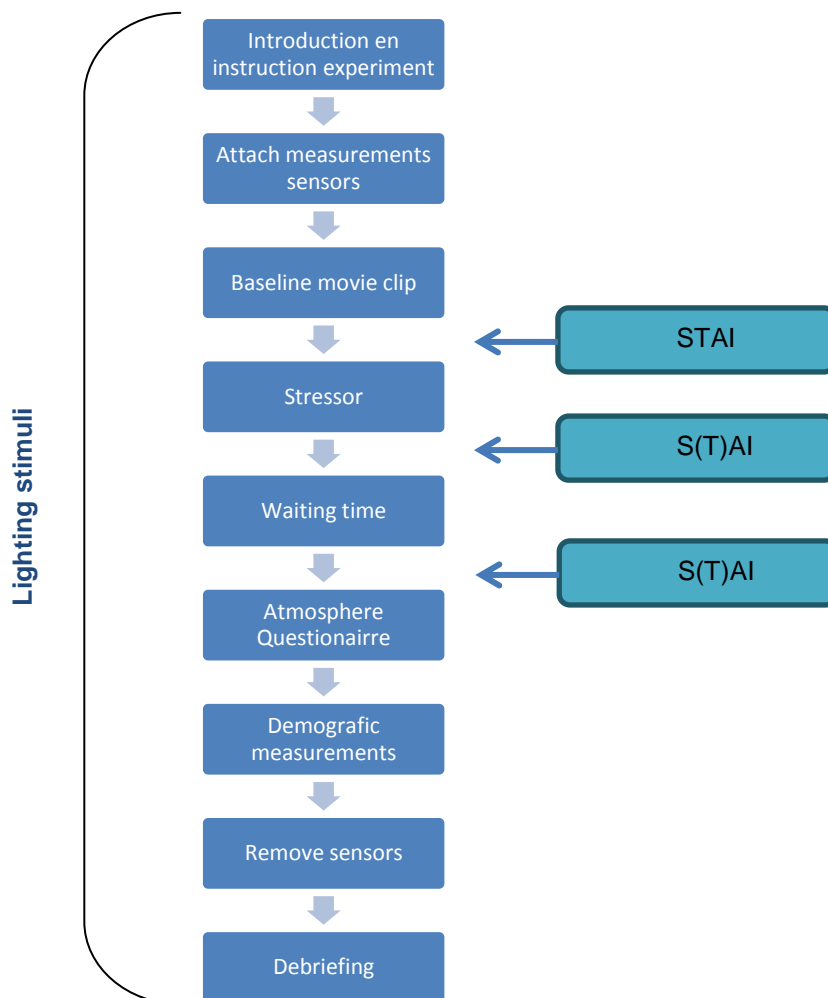 Introduction en
instruction experiment
Attach measurements
sensors
Baseline movie clip
STAI
Stressor
S(T)AI
Waiting time
S(T)AI
Atmosphere
Questionairre
Demografic
measurements
Remove sensors
Debriefing
Lighting stimuli